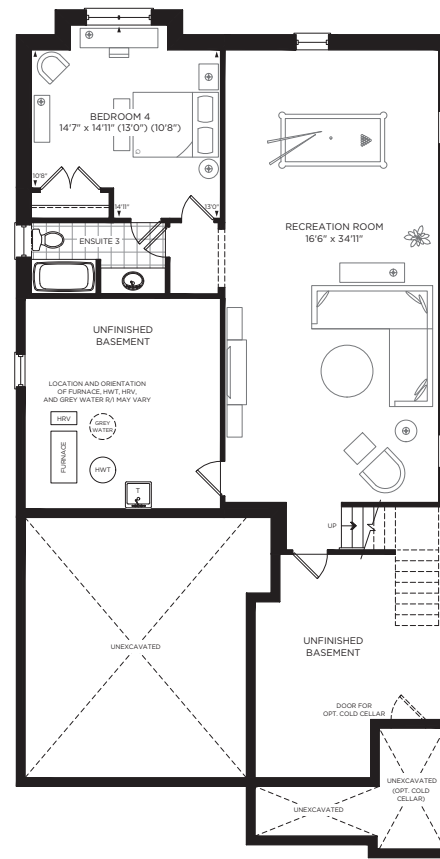 BEDROOM 4
14'7" x 14'11" (13'0") (10'8")
10'8"
14'11"
13'0"
ENSUITE 3
RECREATION ROOM
16'6" x 34'11"
UNFINISHED
BASEMENT
LOCATION AND ORIENTATION
OF FURNACE, HWT, HRV,
AND GREY WATER R/I MAY VARY
HRV
GREY
WATER
FURNACE
HWT
T
UP
UNEXCAVATED
UNFINISHED
BASEMENT
DOOR FOR
OPT. COLD CELLAR
UNEXCAVATED
(OPT. COLD
CELLAR)
UNEXCAVATED